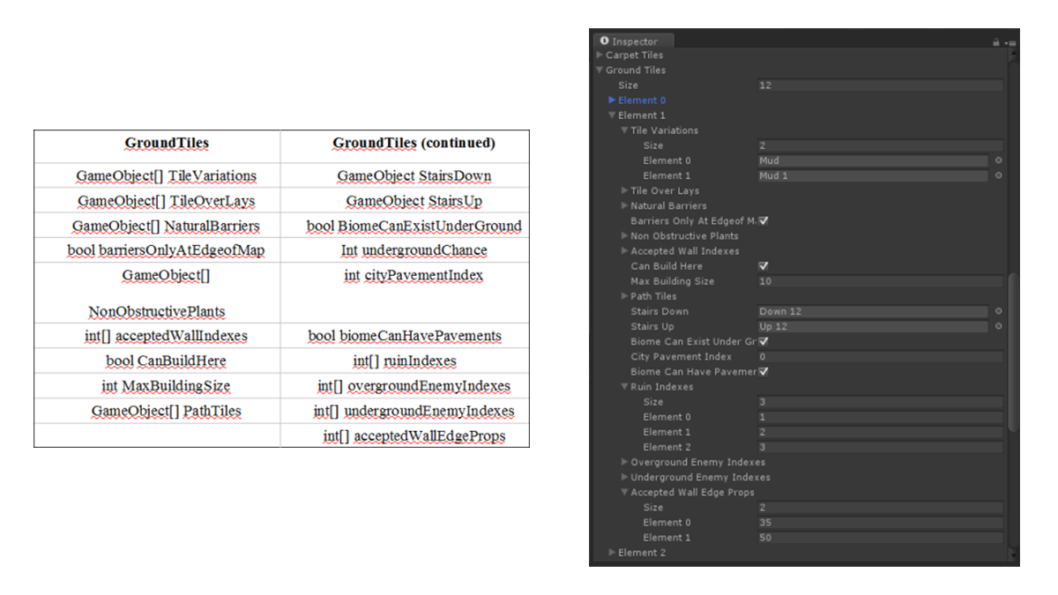 GroundTiles
GroundTiles (continued)
GameObject[] TileVariations
GameObject StairsDown
GameObject[] TileOverLays
GameObject StairsUp
GameObject[] NaturalBarriers
bool BiomeCanExistUnderGround
bool barriersOnlyAtEdgeofMap
Int undergroundChance
GameObject[]
NonObstructivePlants
int cityPavementIndex
int[] acceptedWallIndexes
bool biomeCanHavePavements
bool CanBuildHere
int[] ruinIndexes
int MaxBuildingSize
int[] overgroundEnemyIndexes
GameObject[] PathTiles
int[] undergroundEnemyIndexes
int[] acceptedWallEdgeProps
Inspector
Carpet Tiles
Ground Tiles
Size 12
Element 0
Element 1
Tile Variations
Size 2
Element 0 Mud
Element 1 Mud 1
Tile Over Lays
Natural Barriers
Barriers Only At Edgeof M
Non Obstructive Plants
Accepted Wall Indexes
Can Build Here
Max Building Size 10
Path Tiles
Stairs Down Down 12
Stairs Up Up 12
Biome Can Exist Under Gr
City Pavement Index 0
Biome Can Have Pavemer
Ruin Indexes
Size 3
Element 0 1
Element 1 2
Element 2 3
Overground Enemy Indexes
Underground Enemy Indexes
Accepted Wall Edge Props
Size 2
Element 0 35
Element 1 50
Element 2